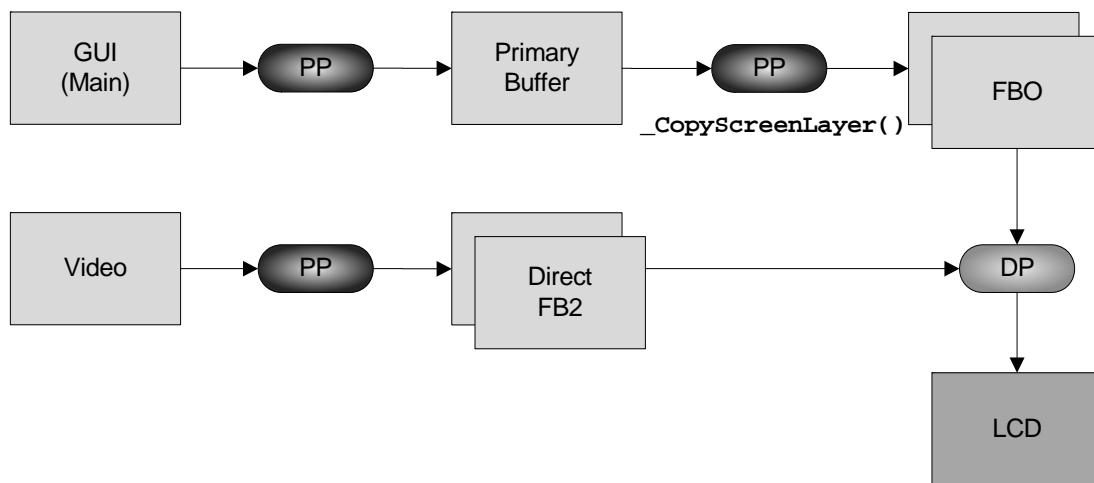 GUI
(Main)
PP
Primary
Buffer
PP
_CopyScreenLayer()
FBO
Video
PP
Direct
FB2
DP
LCD